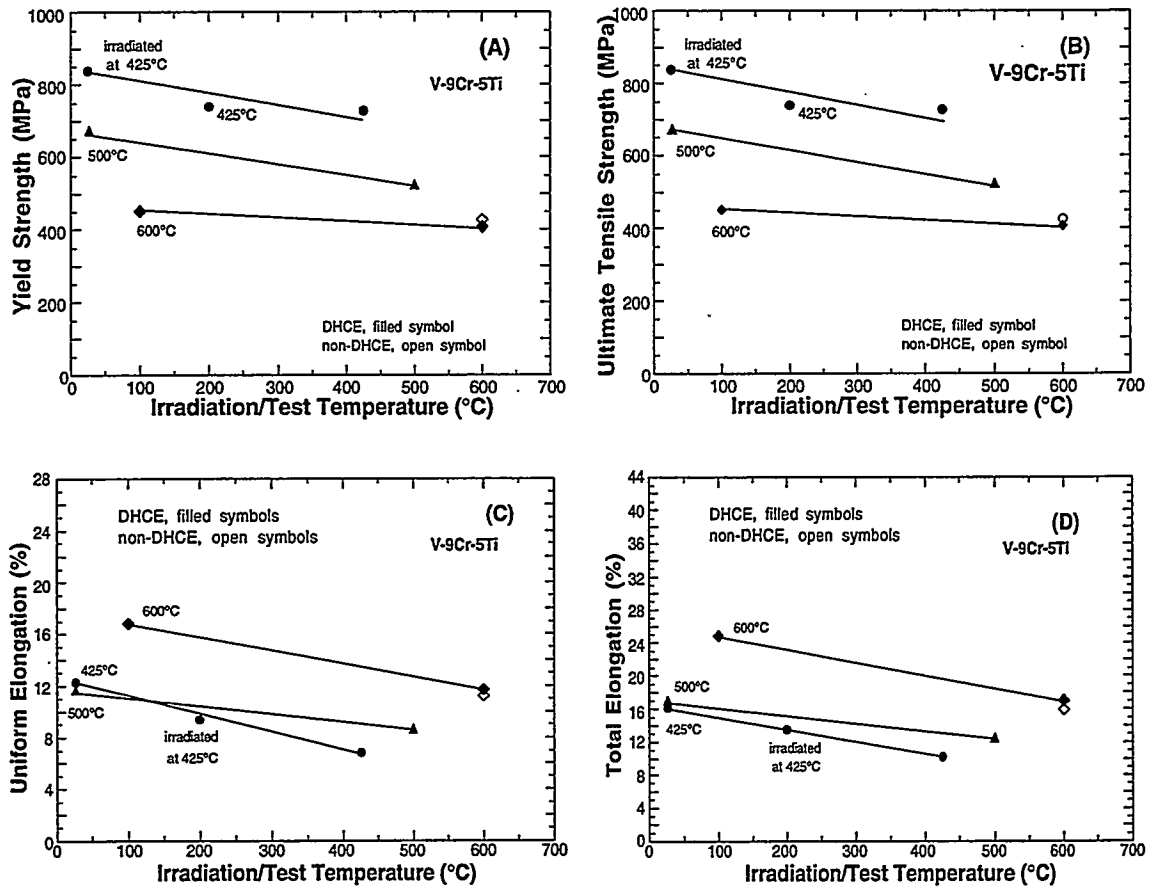 Yield Strength (MPa)
1000
800
600
400
200
0
irradiated
at 425°C
(A)
V-9Cr-5Ti
425°C
500°C
600°C
DHCE, filled symbol
non-DHCE, open symbol
0 100 200 300 400 500 600 700
Irradiation/Test Temperature (°C)
Ultimate Tensile Strength (MPa)
1000
800
600
400
200
0
irradiated
at 425°C
(B)
V-9Cr-5Ti
425°C
500°C
600°C
DHCE, filled symbol
non-DHCE, open symbol
0 100 200 300 400 500 600 700
Irradiation/Test Temperature (°C)
Uniform Elongation (%)
28
24
20
16
12
8
4
0
DHCE, filled symbols
non-DHCE, open symbols
(C)
V-9Cr-5Ti
600°C
425°C
500°C
irradiated
at 425°C
0 100 200 300 400 500 600 700
Irradiation/Test Temperature (°C)
Total Elongation (%)
44
40
36
32
28
24
20
16
12
8
4
0
DHCE, filled symbols
non-DHCE, open symbols
(D)
V-9Cr-5Ti
600°C
500°C
425°C
irradiated
at 425°C
0 100 200 300 400 500 600 700
Irradiation/Test Temperature (°C)